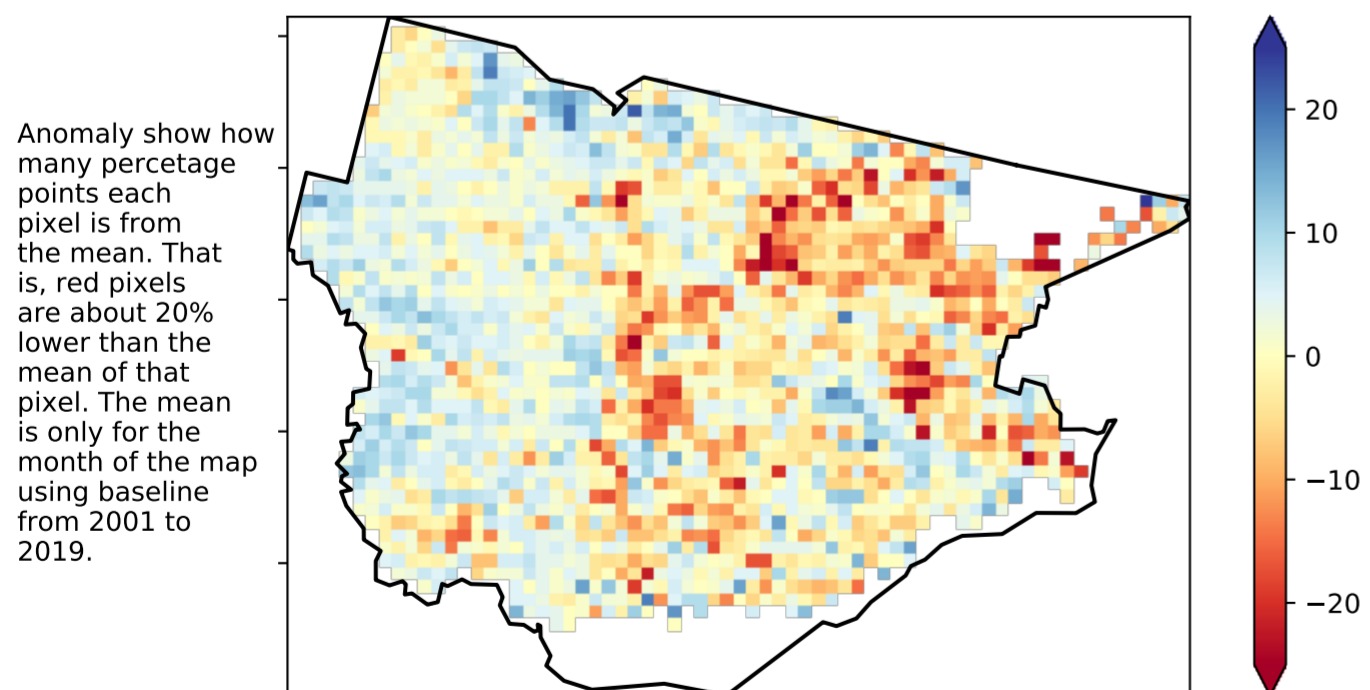 Anomaly show how
many percetage
points each
pixel is from
the mean. That
is, red pixels
are about 20%
lower than the
mean of that
pixel. The mean
is only for the
month of the map
using baseline
from 2001 to
2019.
20
10
0
−10
−20